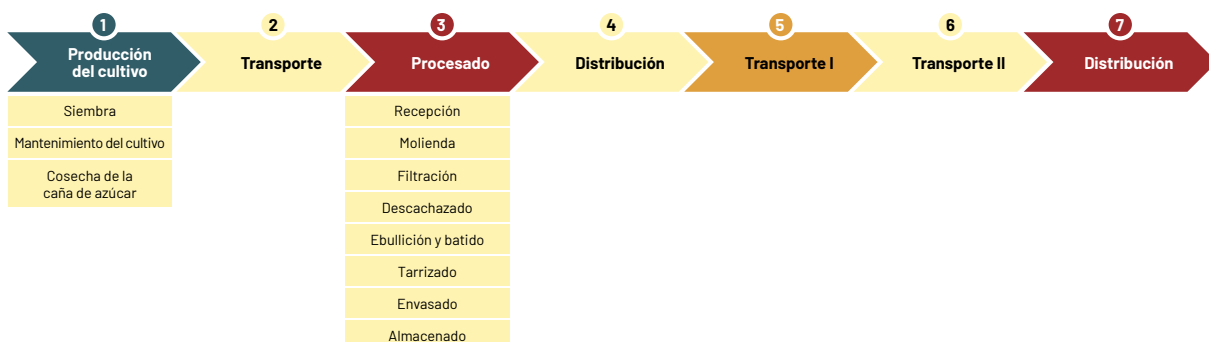 1
Producción
del cultivo
Siembra
Mantenimiento del cultivo
Cosecha de la
caña de azúcar
2
Transporte
3
Procesado
Recepción
Molienda
Filtración
Descachazado
Ebullición y batido
Tarrizado
Envasado
Almacenado
4
Distribución
5
Transporte I
6
Transporte II
7
Distribución